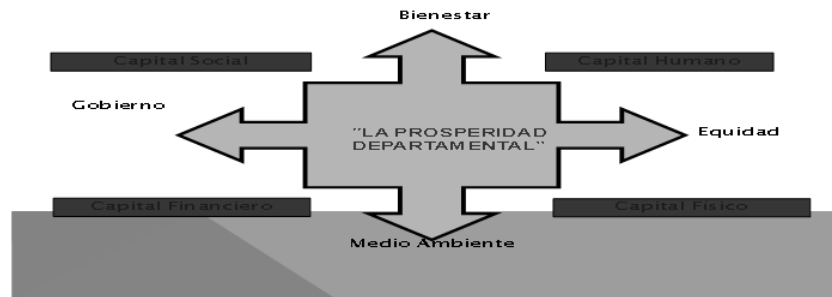 Bienestar
Capital Social
Capital Humano
Gobierno
"LA PROSPERIDAD
DEPARTAMENTAL"
Equidad
Capital Financiero
Capital Físico
Medio Ambiente